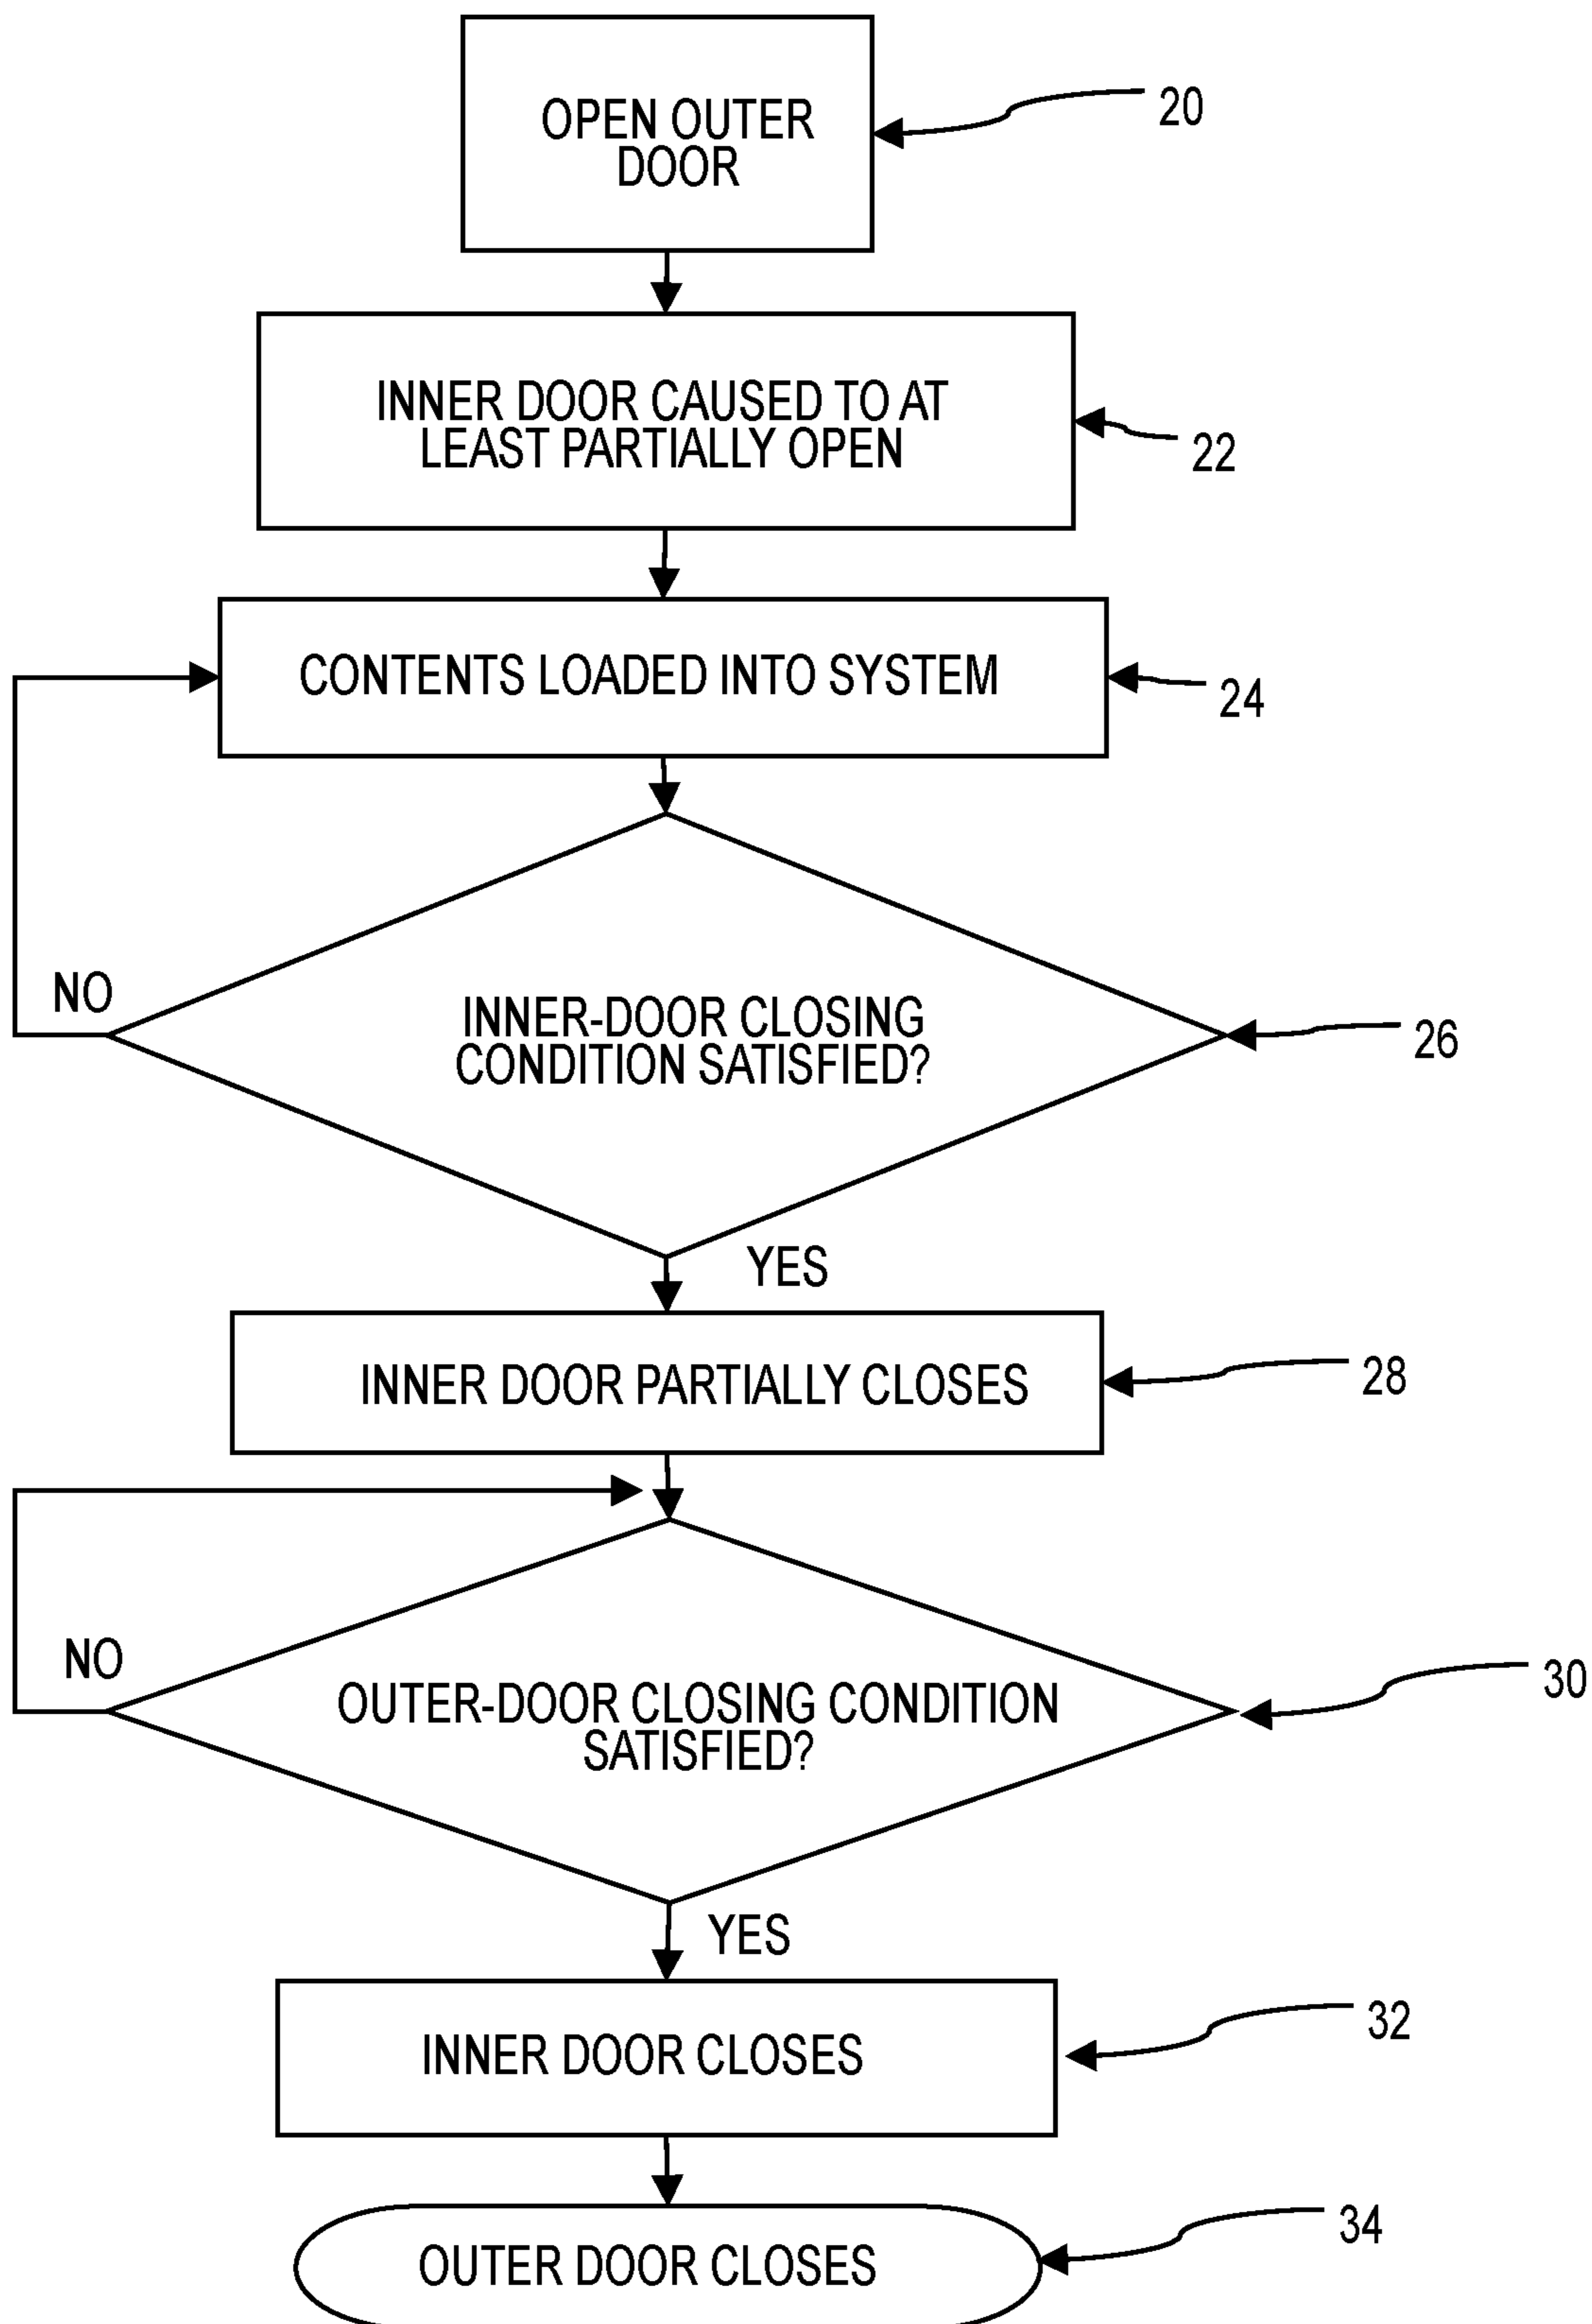 OPEN OUTER
DOOR
20
INNER DOOR CAUSED TO AT
LEAST PARTIALLY OPEN
22
CONTENTS LOADED INTO SYSTEM
24
NO
INNER-DOOR CLOSING
CONDITION SATISFIED?
26
YES
INNER DOOR PARTIALLY CLOSES
28
NO
OUTER-DOOR CLOSING CONDITION
SATISFIED?
30
YES
INNER DOOR CLOSES
32
OUTER DOOR CLOSES
34